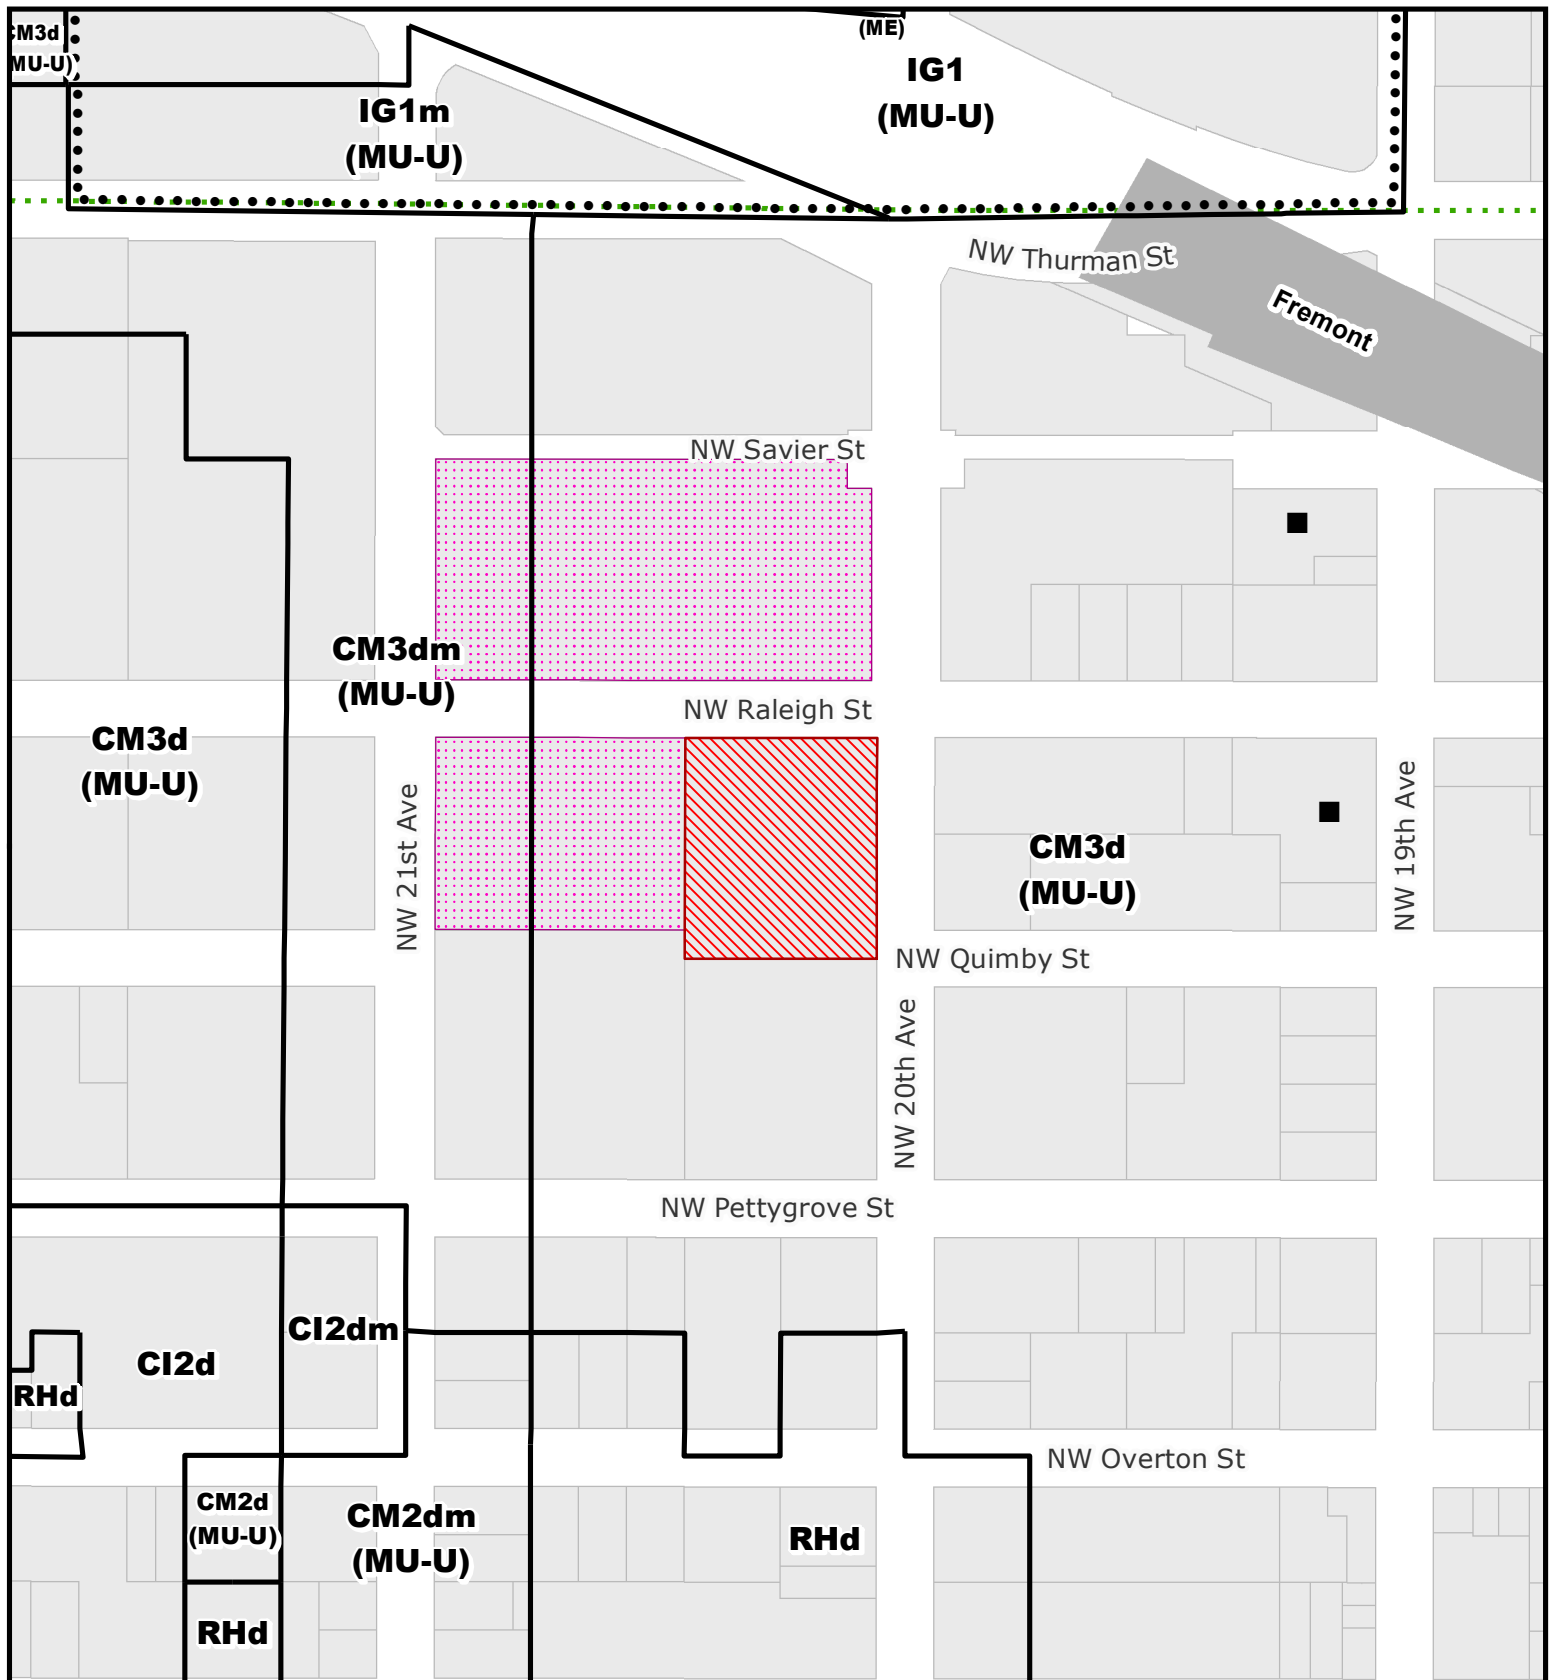 CM3d
(MU-U)
(ME)
IG1
(MU-U)
IG1m
(MU-U)
NW Thurman St
Fremont
NW Savier St
CM3dm
(MU-U)
NW Raleigh St
CM3d
(MU-U)
NW 21st Ave
NW 19th Ave
CM3d
(MU-U)
NW Quimby St
NW 20th Ave
NW Pettygrove St
CI2dm
CI2d
RHd
NW Overton St
CM2d
(MU-U)
CM2dm
(MU-U)
RHd
RHd